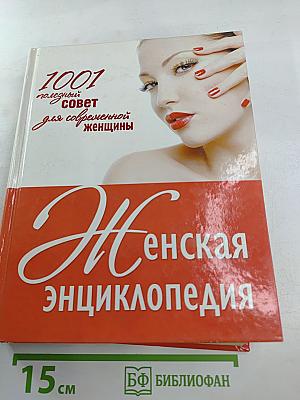 1001
полезный
совет
для современной
женщины
Женская
энциклопедия
15 см
БФ БИБЛИОФАН